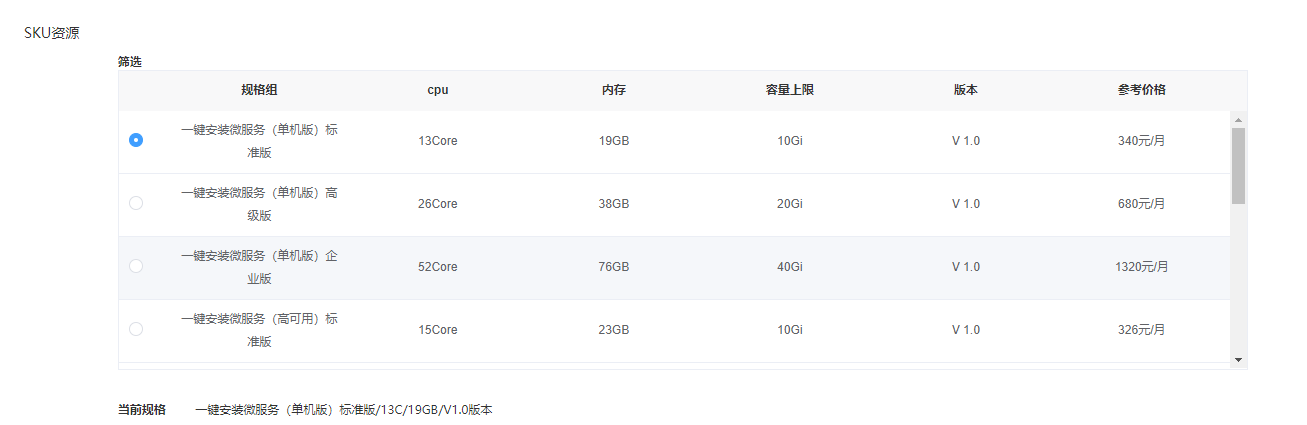 SKU资源
筛选
规格组 cpu 内存 容量上限 版本 参考价格
一键安装微服务（单机版）标
准版 13Core 19GB 10Gi V 1.0 340元/月
一键安装微服务（单机版）高
级版 26Core 38GB 20Gi V 1.0 680元/月
一键安装微服务（单机版）企
业版 52Core 76GB 40Gi V 1.0 1320元/月
一键安装微服务（高可用）标
准版 15Core 23GB 10Gi V 1.0 326元/月
当前规格 一键安装微服务（单机版）标准版/13C/19GB/V1.0版本